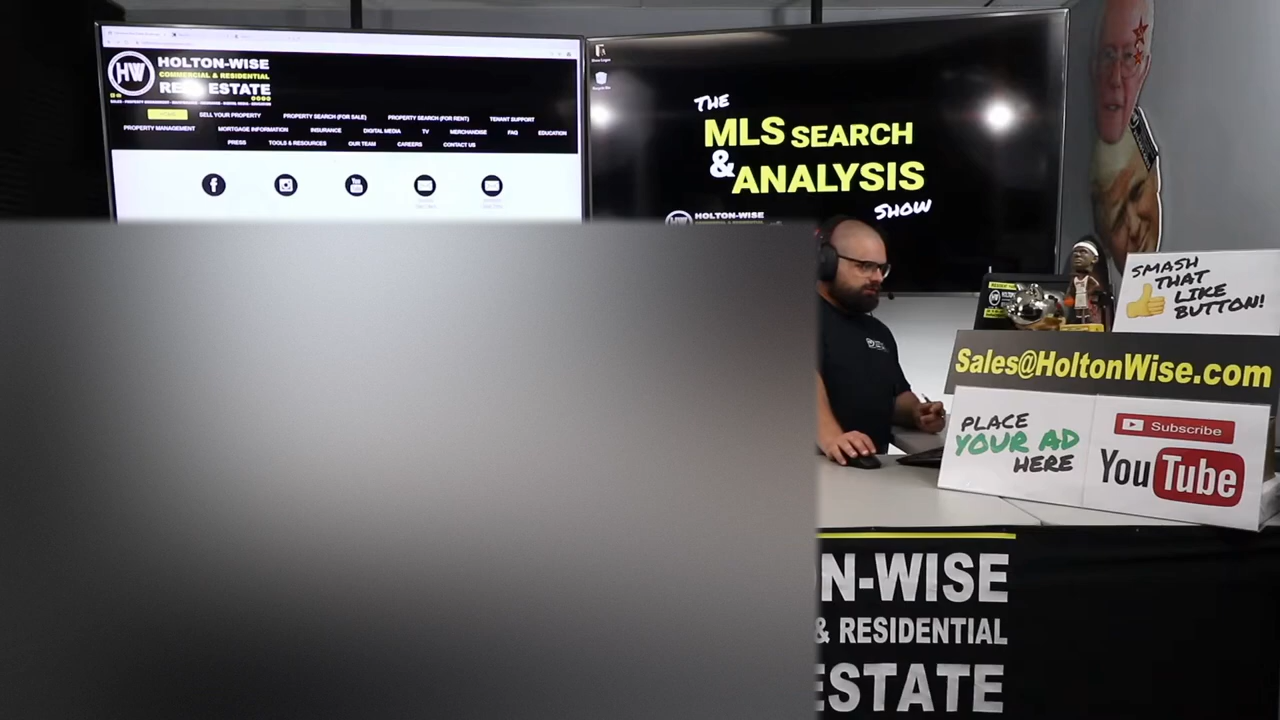 HW
HOLTON-WISE
COMMERCIAL & RESIDENTIAL
REAL ESTATE
HOME
SELL YOUR PROPERTY
PROPERTY SEARCH (FOR SALE)
PROPERTY SEARCH (FOR RENT)
TENANT SUPPORT
PROPERTY MANAGEMENT
MORTGAGE INFORMATION
INSURANCE
DIGITAL MEDIA
TV
MERCHANDISE
FAQ
EDUCATION
PRESS
TOOLS & RESOURCES
OUR TEAM
CAREERS
CONTACT US
THE
MLS SEARCH
& ANALYSIS
SHOW
HOLTON-WISE
SMASH
THAT
LIKE
BUTTON!
Sales@HoltonWise.com
PLACE
YOUR AD
HERE
Subscribe
YouTube
N-WISE
& RESIDENTIAL
ESTATE